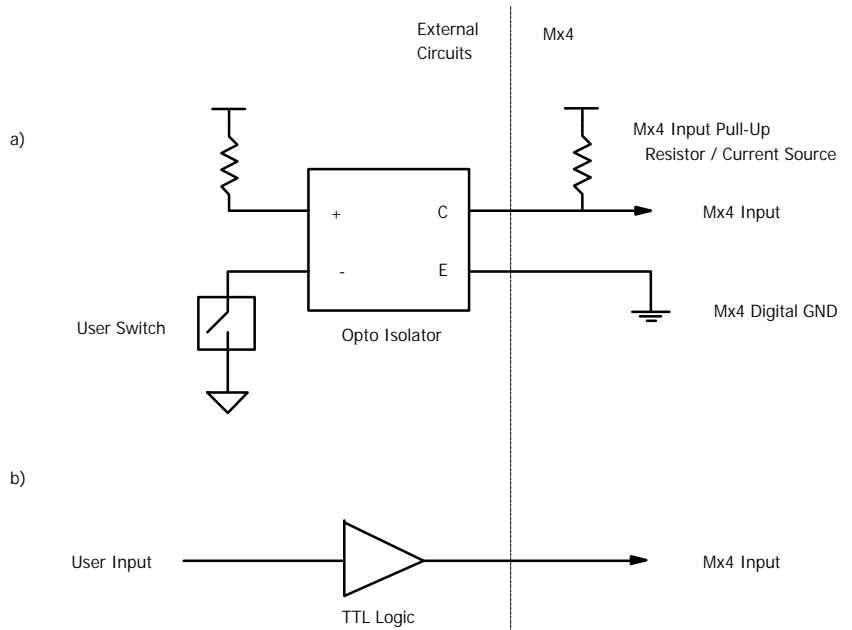 External
Circuits
Mx4
a)
Mx4 Input Pull-Up
Resistor / Current Source
+
C
Mx4 Input
-
E
User Switch
Opto Isolator
Mx4 Digital GND
b)
User Input
Mx4 Input
TTL Logic